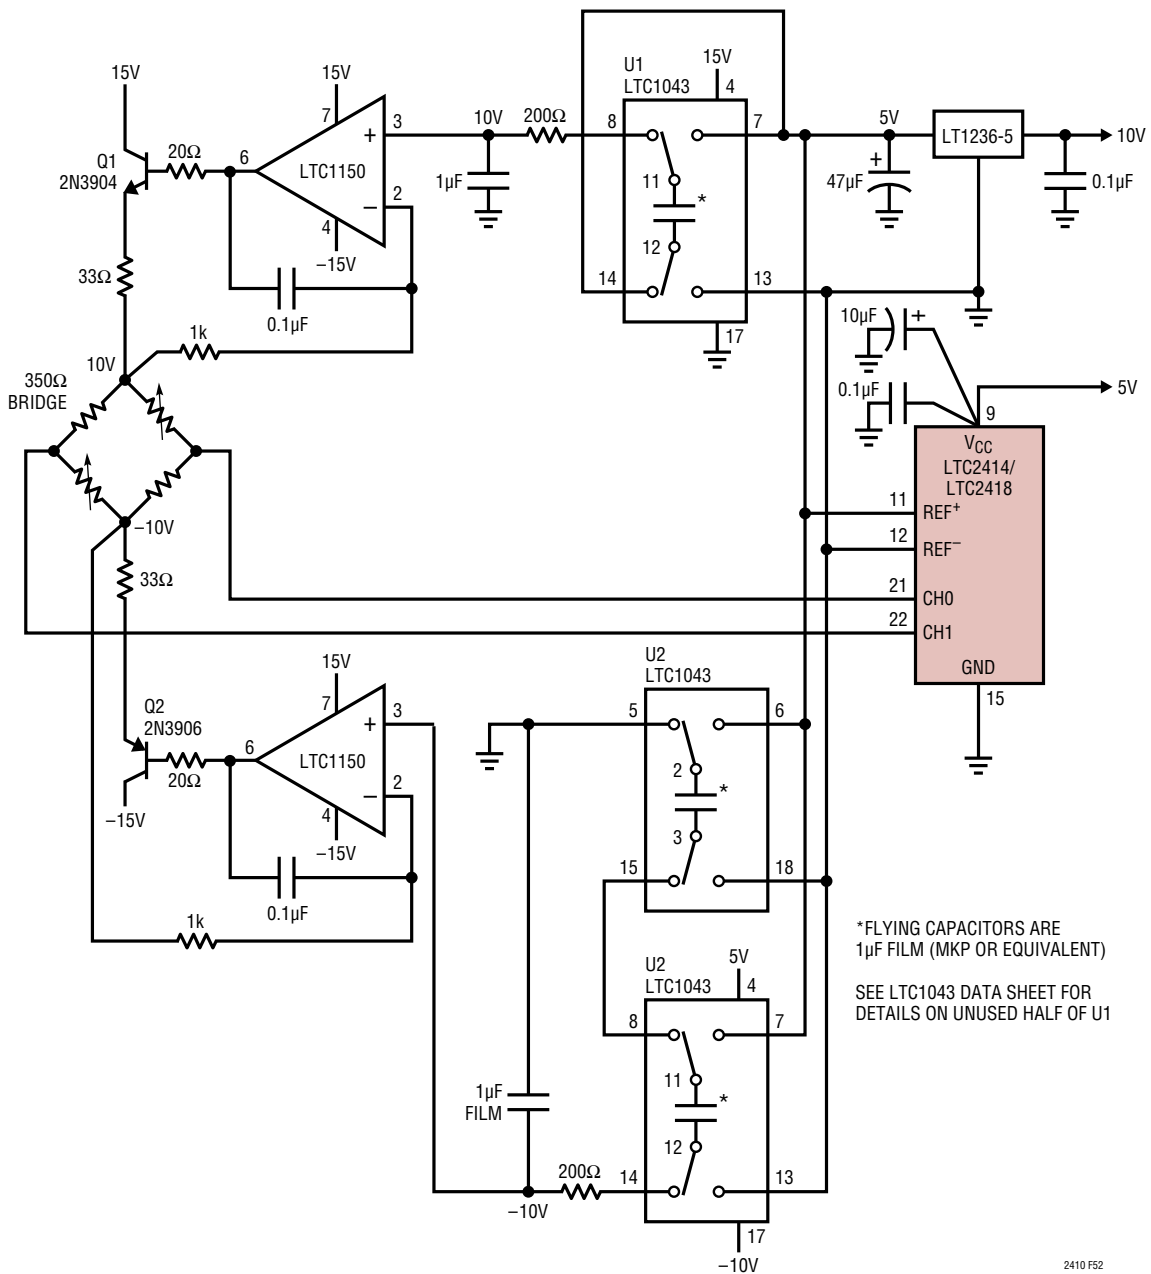 15V
Q1
2N3904
20Ω
6
15V
7
LTC1150
+
3
–
2
4
–15V
0.1µF
33Ω
1k
10V
350Ω
BRIDGE
–10V
33Ω
10V
1µF
200Ω
U1
LTC1043
15V
4
8
7
11
*
12
14
13
17
5V
+
47µF
LT1236-5
10V
0.1µF
10µF
+
0.1µF
5V
9
VCC
LTC2414/
LTC2418
11
REF+
12
REF–
21
CH0
22
CH1
GND
15
Q2
2N3906
20Ω
–15V
6
15V
7
LTC1150
+
3
–
2
4
–15V
0.1µF
1k
U2
LTC1043
5
6
2
*
3
15
18
U2
LTC1043
5V
4
8
7
11
*
12
14
13
17
–10V
1µF
FILM
200Ω
–10V
*FLYING CAPACITORS ARE
1µF FILM (MKP OR EQUIVALENT)
SEE LTC1043 DATA SHEET FOR
DETAILS ON UNUSED HALF OF U1
2410 F52